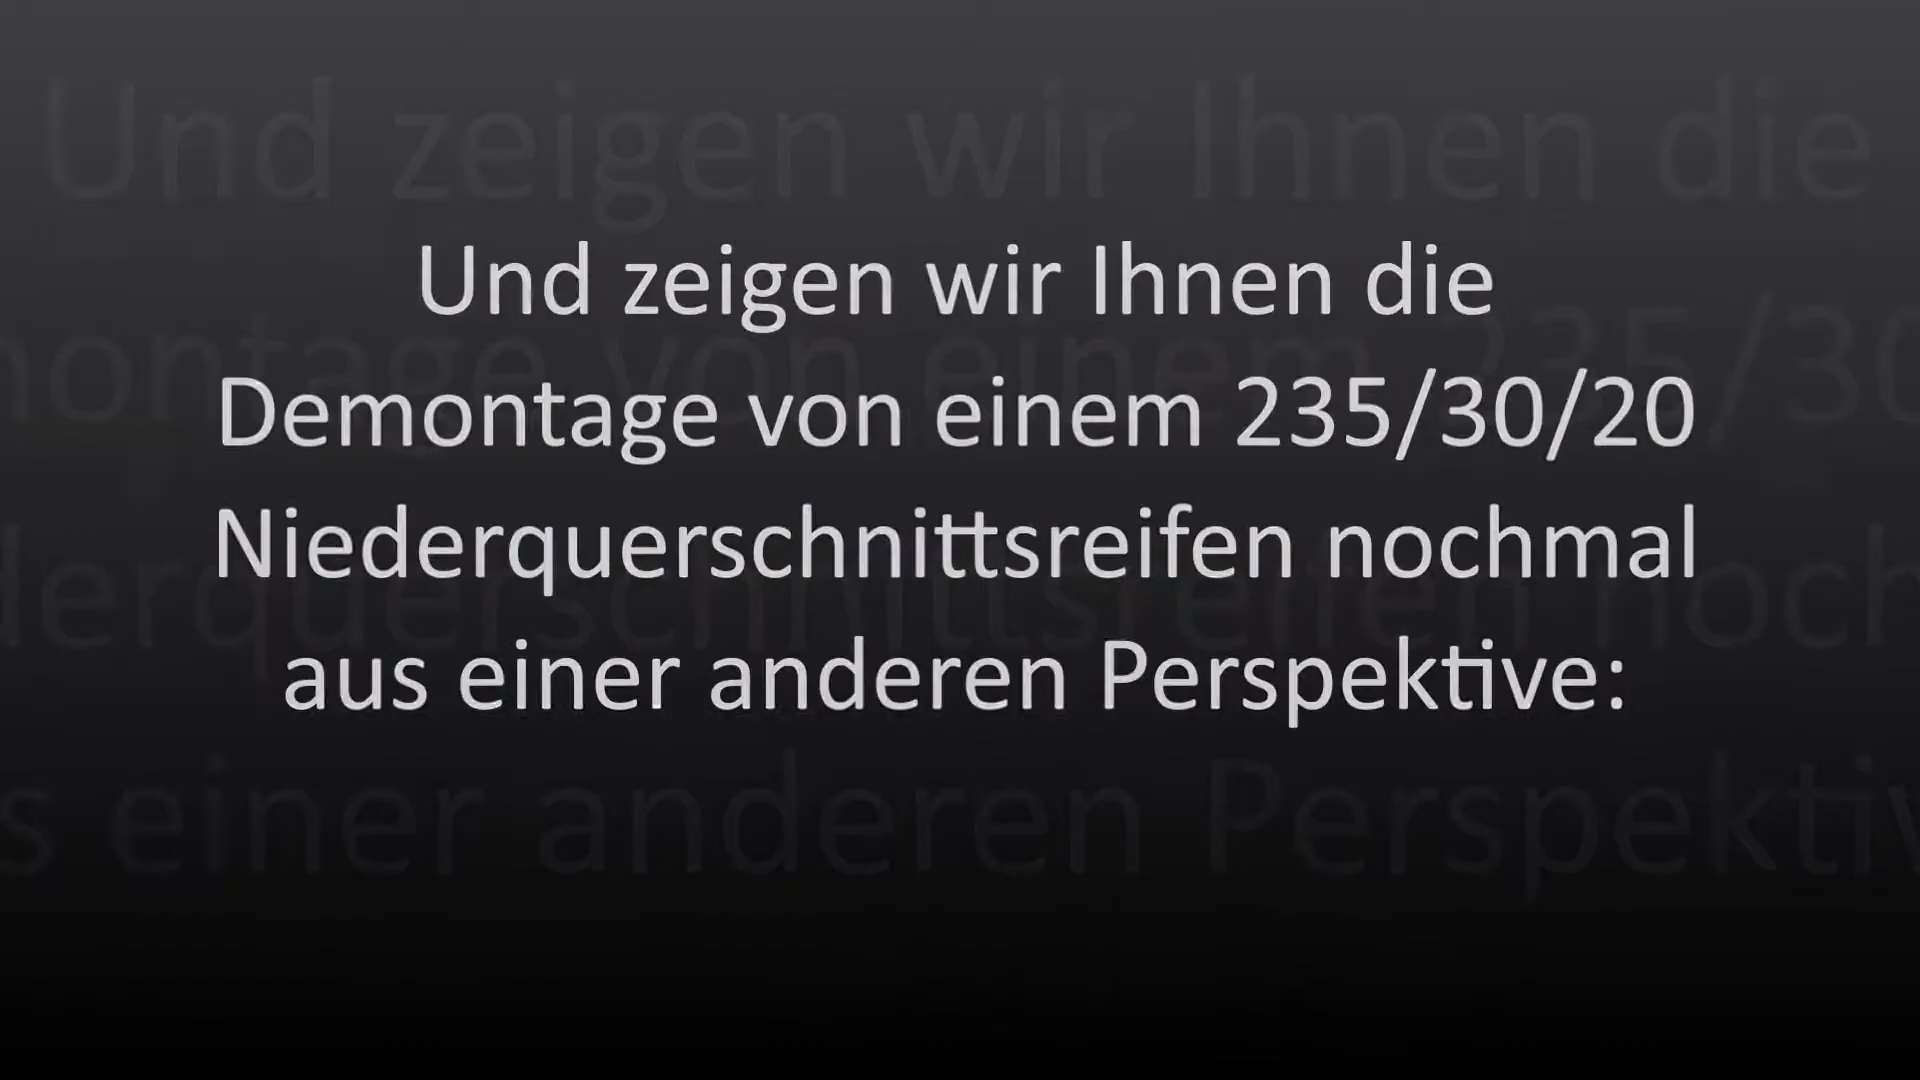 Und zeigen wir Ihnen die
Demontage von einem 235/30/20
Niederquerschnittsreifen nochmal
aus einer anderen Perspektive: